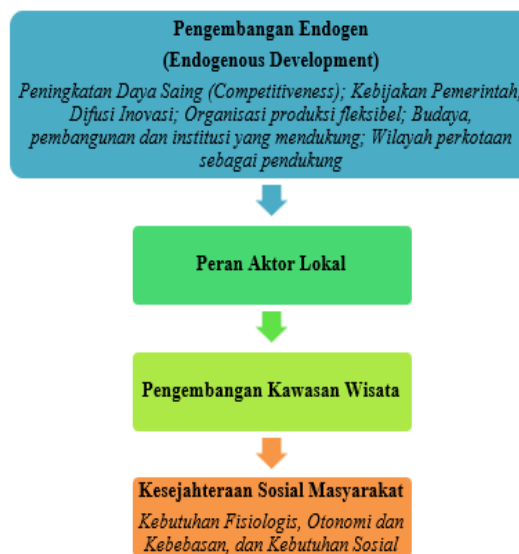 Pengembangan Endogen
(Endogenous Development)
Peningkatan Daya Saing (Competitiveness); Kebijakan Pemerintah;
Difusi Inovasi; Organisasi produksi fleksibel; Budaya,
pembangunan dan institusi yang mendukung; Wilayah perkotaan
sebagai pendukung
Peran Aktor Lokal
Pengembangan Kawasan Wisata
Kesejahteraan Sosial Masyarakat
Kebutuhan Fisiologis, Otonomi dan
Kebebasan, dan Kebutuhan Sosial